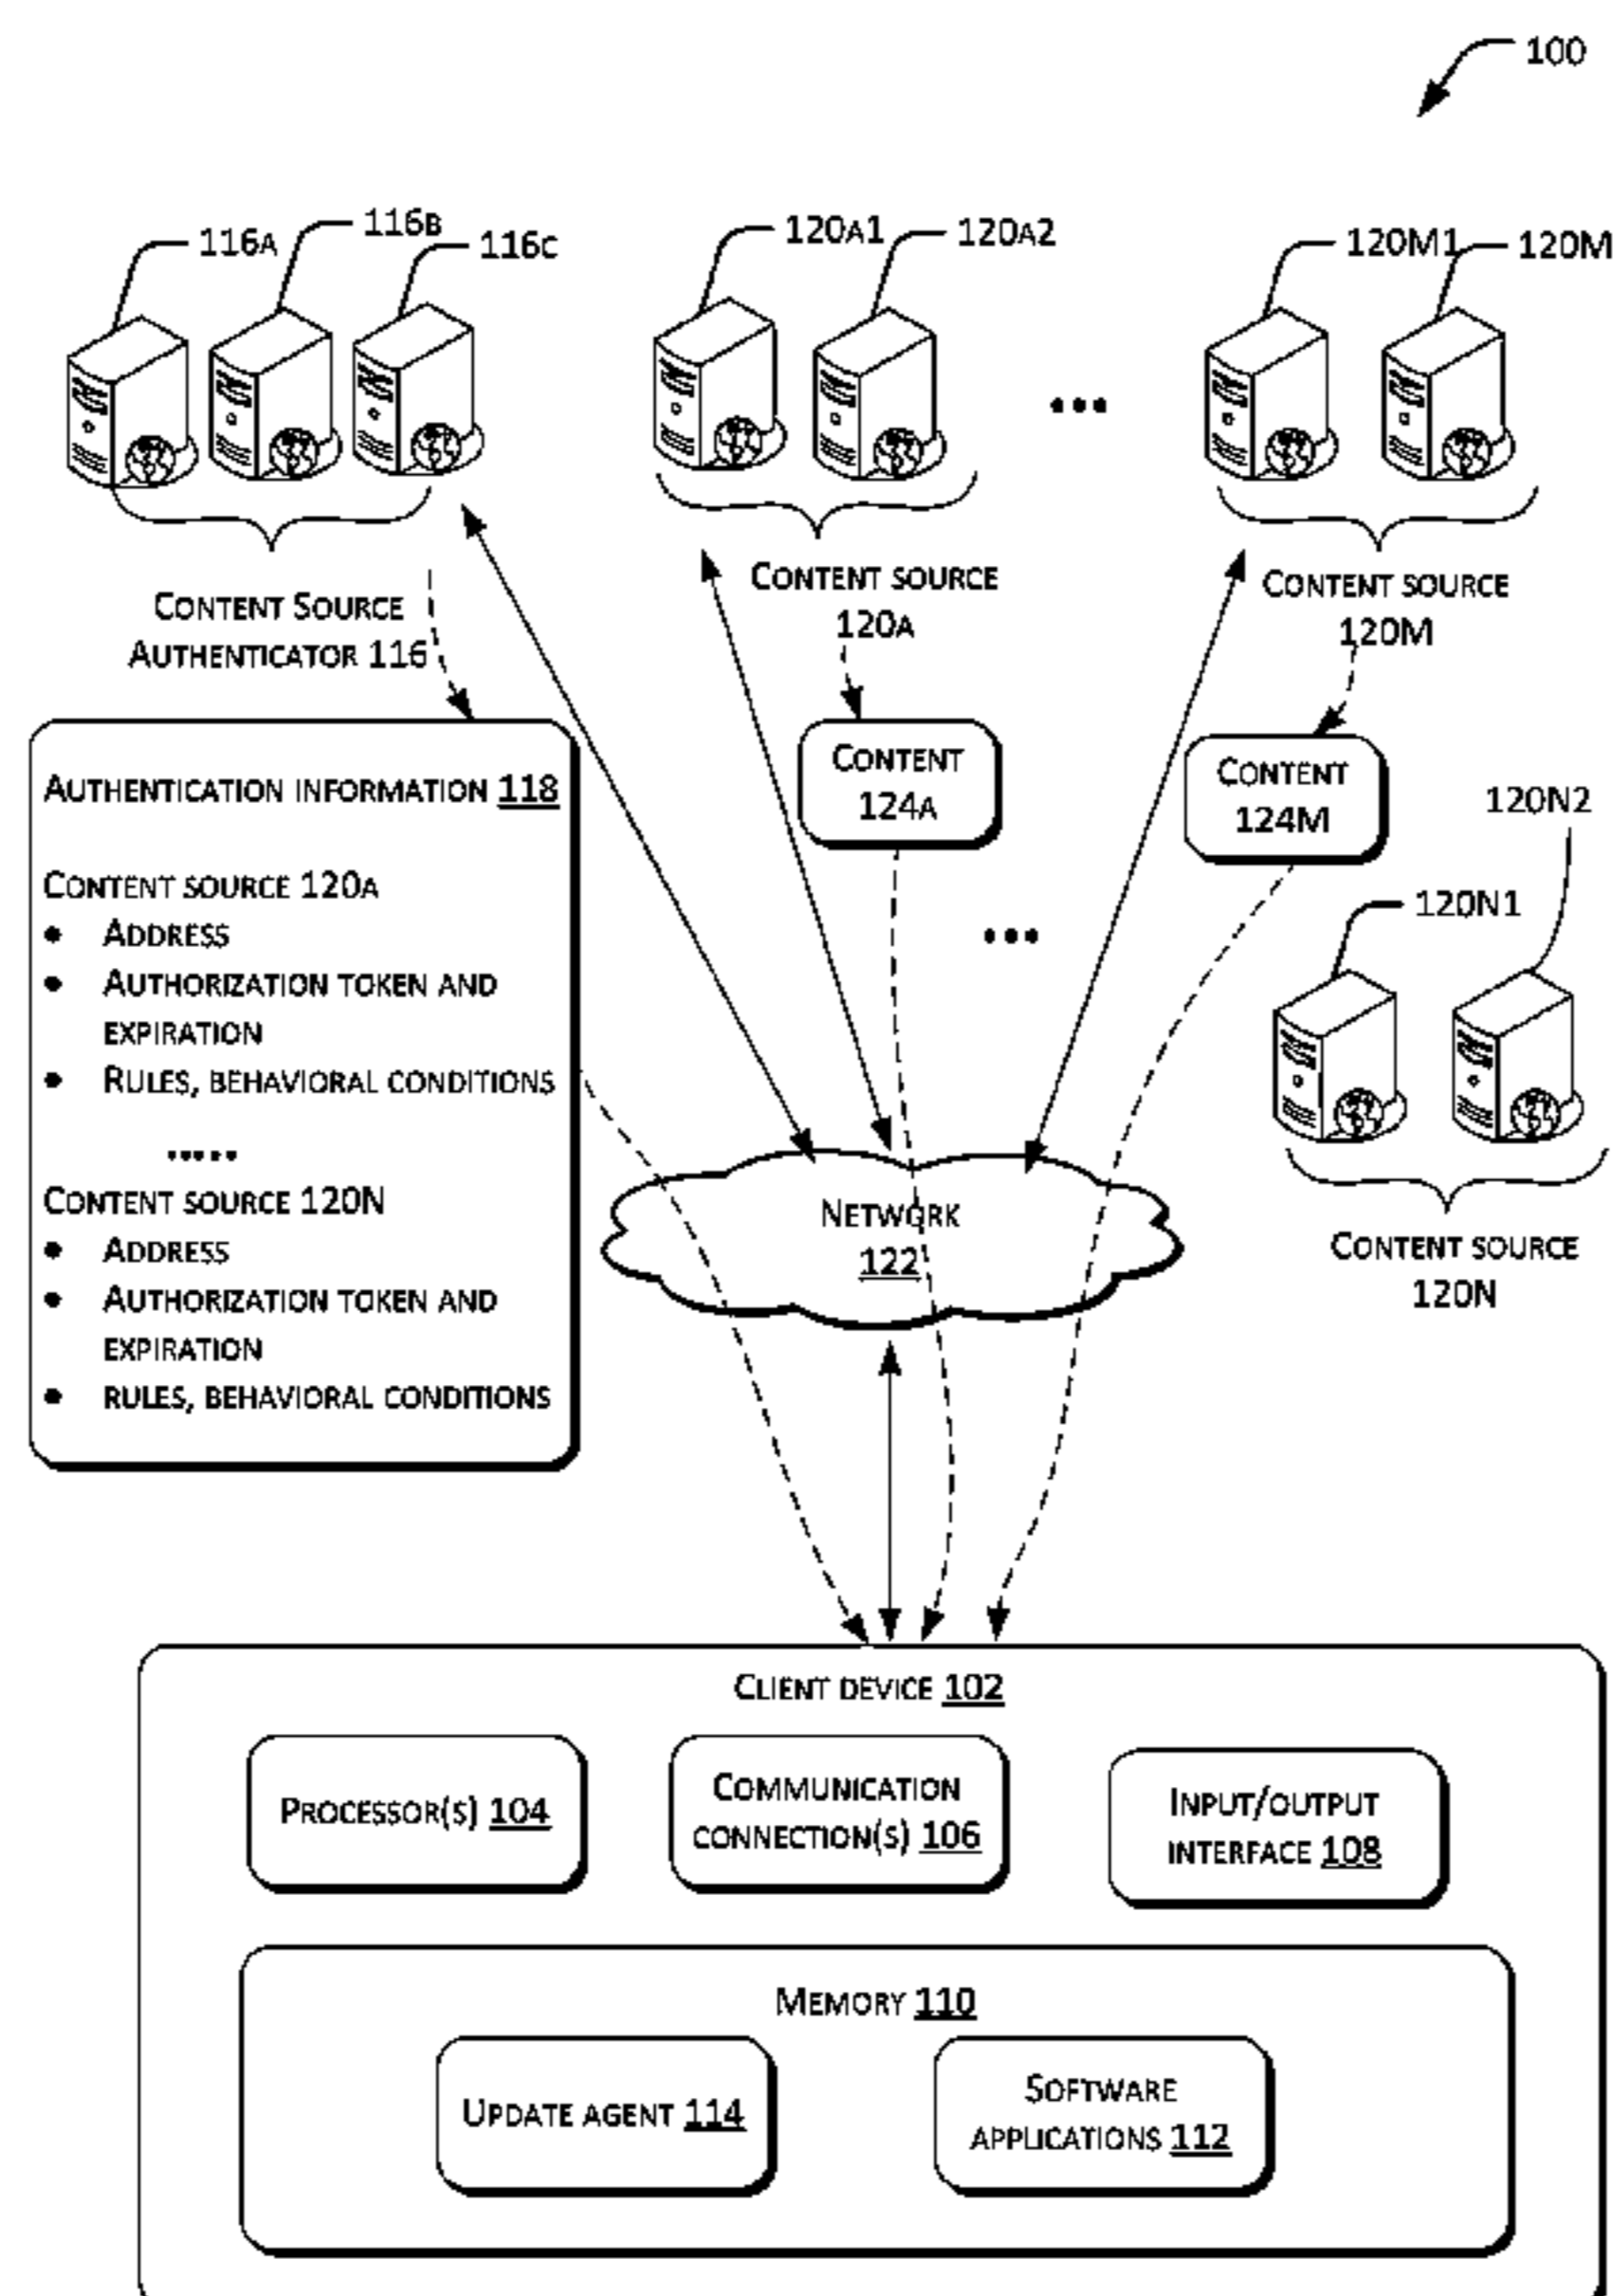 100
116A
116B
116C
120A1
120A2
120M1
120M
CONTENT SOURCE
AUTHENTICATOR 116
CONTENT SOURCE
120A
CONTENT SOURCE
120M
AUTHENTICATION INFORMATION 118
CONTENT SOURCE 120A
• ADDRESS
• AUTHORIZATION TOKEN AND
EXPIRATION
• RULES, BEHAVIORAL CONDITIONS
.....
CONTENT SOURCE 120N
• ADDRESS
• AUTHORIZATION TOKEN AND
EXPIRATION
• RULES, BEHAVIORAL CONDITIONS
CONTENT
124A
CONTENT
124M
120N2
120N1
CONTENT SOURCE
120N
NETWORK
122
CLIENT DEVICE 102
PROCESSOR(S) 104
COMMUNICATION
CONNECTION(S) 106
INPUT/OUTPUT
INTERFACE 108
MEMORY 110
UPDATE AGENT 114
SOFTWARE
APPLICATIONS 112